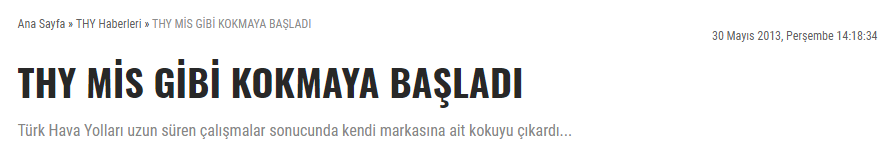 Ana Sayfa » THY Haberleri » THY MİS GİBİ KOKMAYA BAŞLADI
30 Mayıs 2013, Perşembe 14:18:34
THY MİS GİBİ KOKMAYA BAŞLADI
Türk Hava Yolları uzun süren çalışmalar sonucunda kendi markasına ait kokuyu çıkardı...